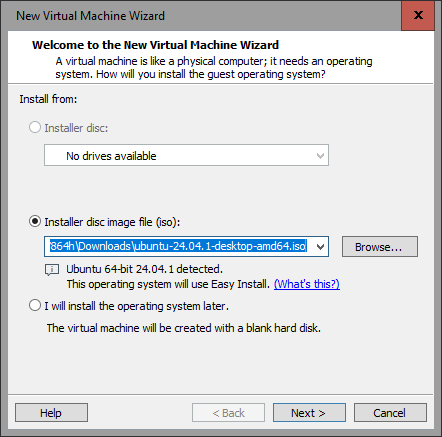 New Virtual Machine Wizard
Welcome to the New Virtual Machine Wizard
A virtual machine is like a physical computer; it needs an operating
system. How will you install the guest operating system?
Install from:
Installer disc:
No drives available
Installer disc image file (iso):
864h\Downloads\ubuntu-24.04.1-desktop-amd64.iso
Browse...
Ubuntu 64-bit 24.04.1 detected.
This operating system will use Easy Install. (What's this?)
I will install the operating system later.
The virtual machine will be created with a blank hard disk.
Help
< Back
Next >
Cancel